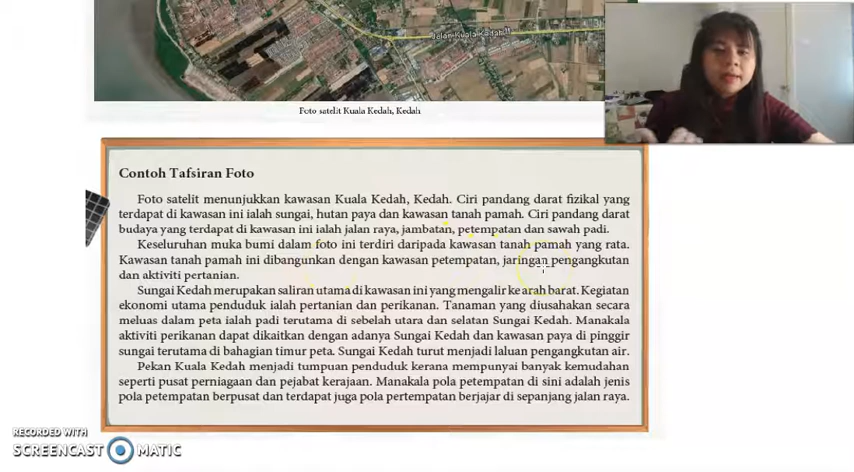 Jalan Kuala Kedah
Foto satelit Kuala Kedah, Kedah
Contoh Tafsiran Foto
Foto satelit menunjukkan kawasan Kuala Kedah, Kedah. Ciri pandang darat fizikal yang
terdapat di kawasan ini ialah sungai, hutan paya dan kawasan tanah pamah. Ciri pandang darat
budaya yang terdapat di kawasan ini ialah jalan raya, jambatan, petempatan dan sawah padi.
Keseluruhan muka bumi dalam foto ini terdiri daripada kawasan tanah pamah yang rata.
Kawasan tanah pamah ini dibangunkan dengan kawasan petempatan, jaringan pengangkutan
dan aktiviti pertanian.
Sungai Kedah merupakan saliran utama di kawasan ini yang mengalir ke arah barat. Kegiatan
ekonomi utama penduduk ialah pertanian dan perikanan. Tanaman yang diusahakan secara
meluas dalam peta ialah padi terutama di sebelah utara dan selatan Sungai Kedah. Manakala
aktiviti perikanan dapat dikaitkan dengan adanya Sungai Kedah dan kawasan paya di pinggir
sungai terutama di bahagian timur peta. Sungai Kedah turut menjadi laluan pengangkutan air.
Pekan Kuala Kedah menjadi tumpuan penduduk kerana mempunyai banyak kemudahan
seperti pusat perniagaan dan pejabat kerajaan. Manakala pola petempatan di sini adalah jenis
pola petempatan berpusat dan terdapat juga pola pertempatan berjajar di sepanjang jalan raya.
RECORDED WITH
SCREENCAST MATIC